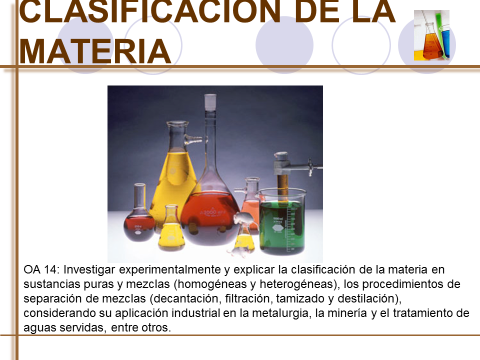 CLASIFICACIÓN DE LA
MATERIA
OA 14: Investigar experimentalmente y explicar la clasificación de la materia en
sustancias puras y mezclas (homogéneas y heterogéneas), los procedimientos de
separación de mezclas (decantación, filtración, tamizado y destilación),
considerando su aplicación industrial en la metalurgia, la minería y el tratamiento de
aguas servidas, entre otros.